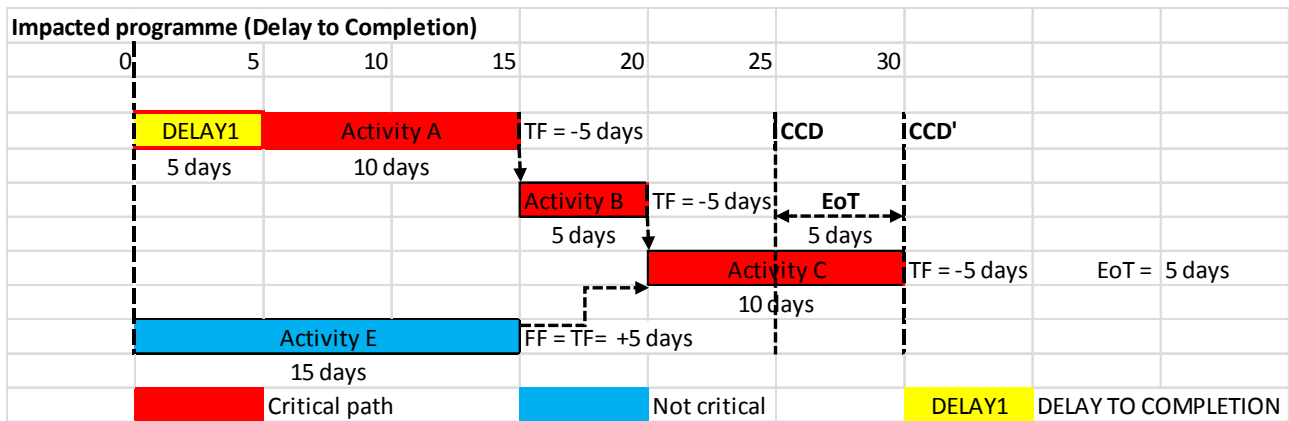 Impacted programme (Delay to Completion)
0 5 10 15 20 25 30
DELAY1 Activity A TF = -5 days CCD CCD'
5 days 10 days
Activity B TF = -5 days EoT
5 days 5 days
Activity C TF = -5 days EoT = 5 days
10 days
Activity E FF = TF= +5 days
15 days
Critical path Not critical DELAY1 DELAY TO COMPLETION